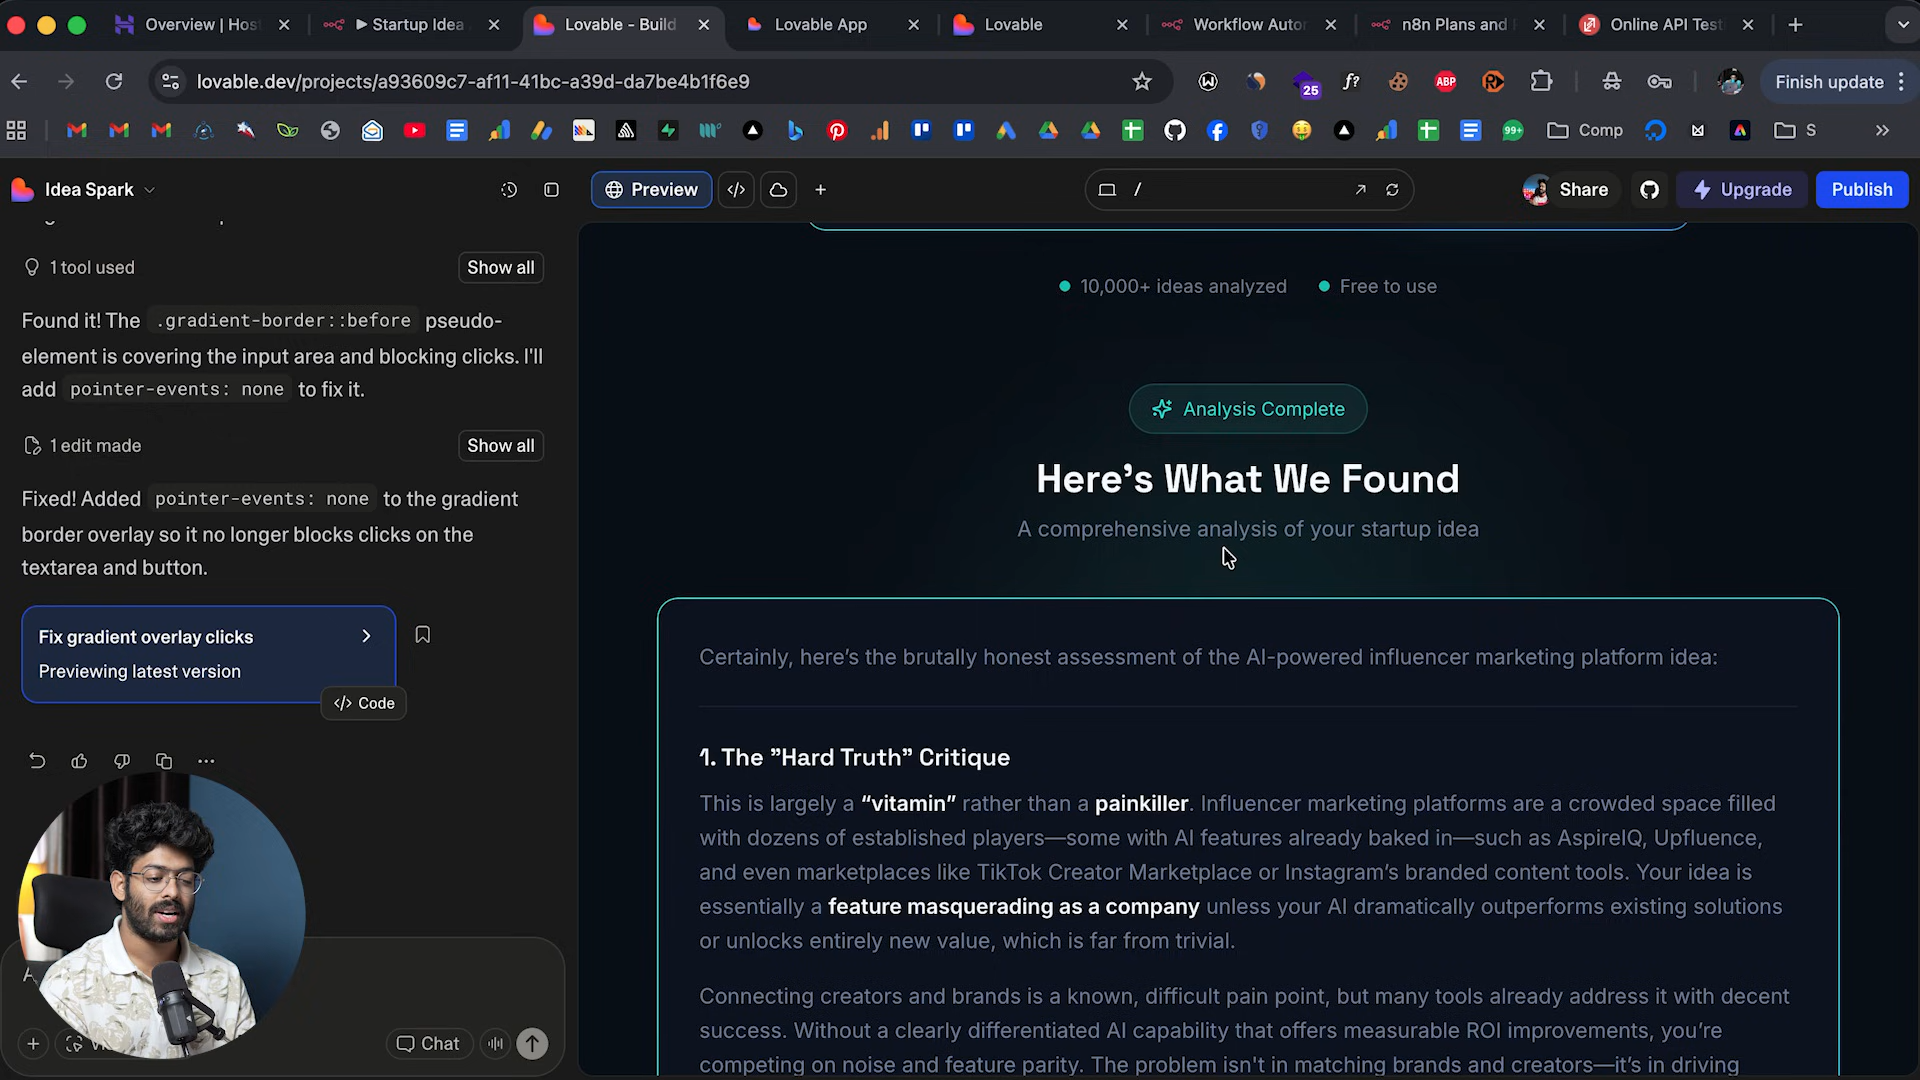 Overview | Hos
Startup Idea
Lovable - Build
Lovable App
Lovable
Workflow Auto
n8n Plans and
Online API Test
lovable.dev/projects/a93609c7-af11-41bc-a39d-da7be4b1f6e9
25
f?
ABP
Finish update
99+
Comp
S
Idea Spark
Preview
/
Share
Upgrade
Publish
1 tool used
Show all
Found it! The .gradient-border::before pseudo-
element is covering the input area and blocking clicks. I'll
add pointer-events: none to fix it.
1 edit made
Show all
Fixed! Added pointer-events: none to the gradient
border overlay so it no longer blocks clicks on the
textarea and button.
Fix gradient overlay clicks
Previewing latest version
Code
Chat
10,000+ ideas analyzed
Free to use
Analysis Complete
Here's What We Found
A comprehensive analysis of your startup idea
Certainly, here's the brutally honest assessment of the AI-powered influencer marketing platform idea:
1. The "Hard Truth" Critique
This is largely a “vitamin” rather than a painkiller. Influencer marketing platforms are a crowded space filled
with dozens of established players—some with AI features already baked in—such as AspireIQ, Upfluence,
and even marketplaces like TikTok Creator Marketplace or Instagram's branded content tools. Your idea is
essentially a feature masquerading as a company unless your AI dramatically outperforms existing solutions
or unlocks entirely new value, which is far from trivial.
Connecting creators and brands is a known, difficult pain point, but many tools already address it with decent
success. Without a clearly differentiated AI capability that offers measurable ROI improvements, you're
competing on noise and feature parity. The problem isn't in matching brands and creators—it's in driving